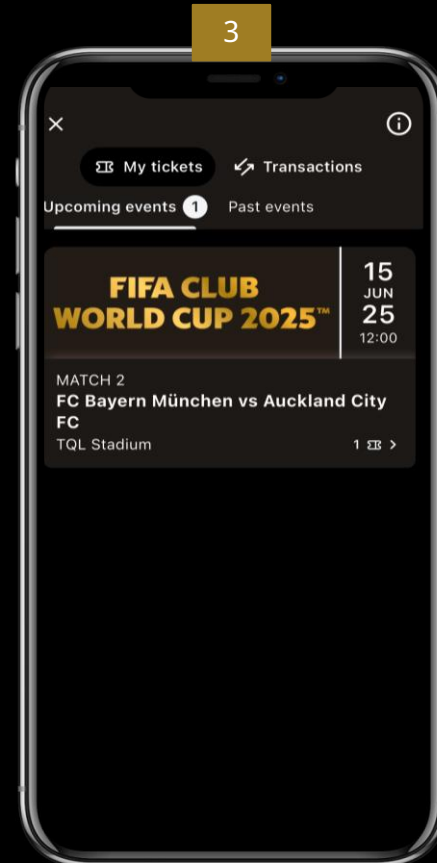 3
My tickets Transactions
Upcoming events 1 Past events
FIFA CLUB
WORLD CUP 2025™
15
JUN
25
12:00
MATCH 2
FC Bayern München vs Auckland City
FC
TQL Stadium 1